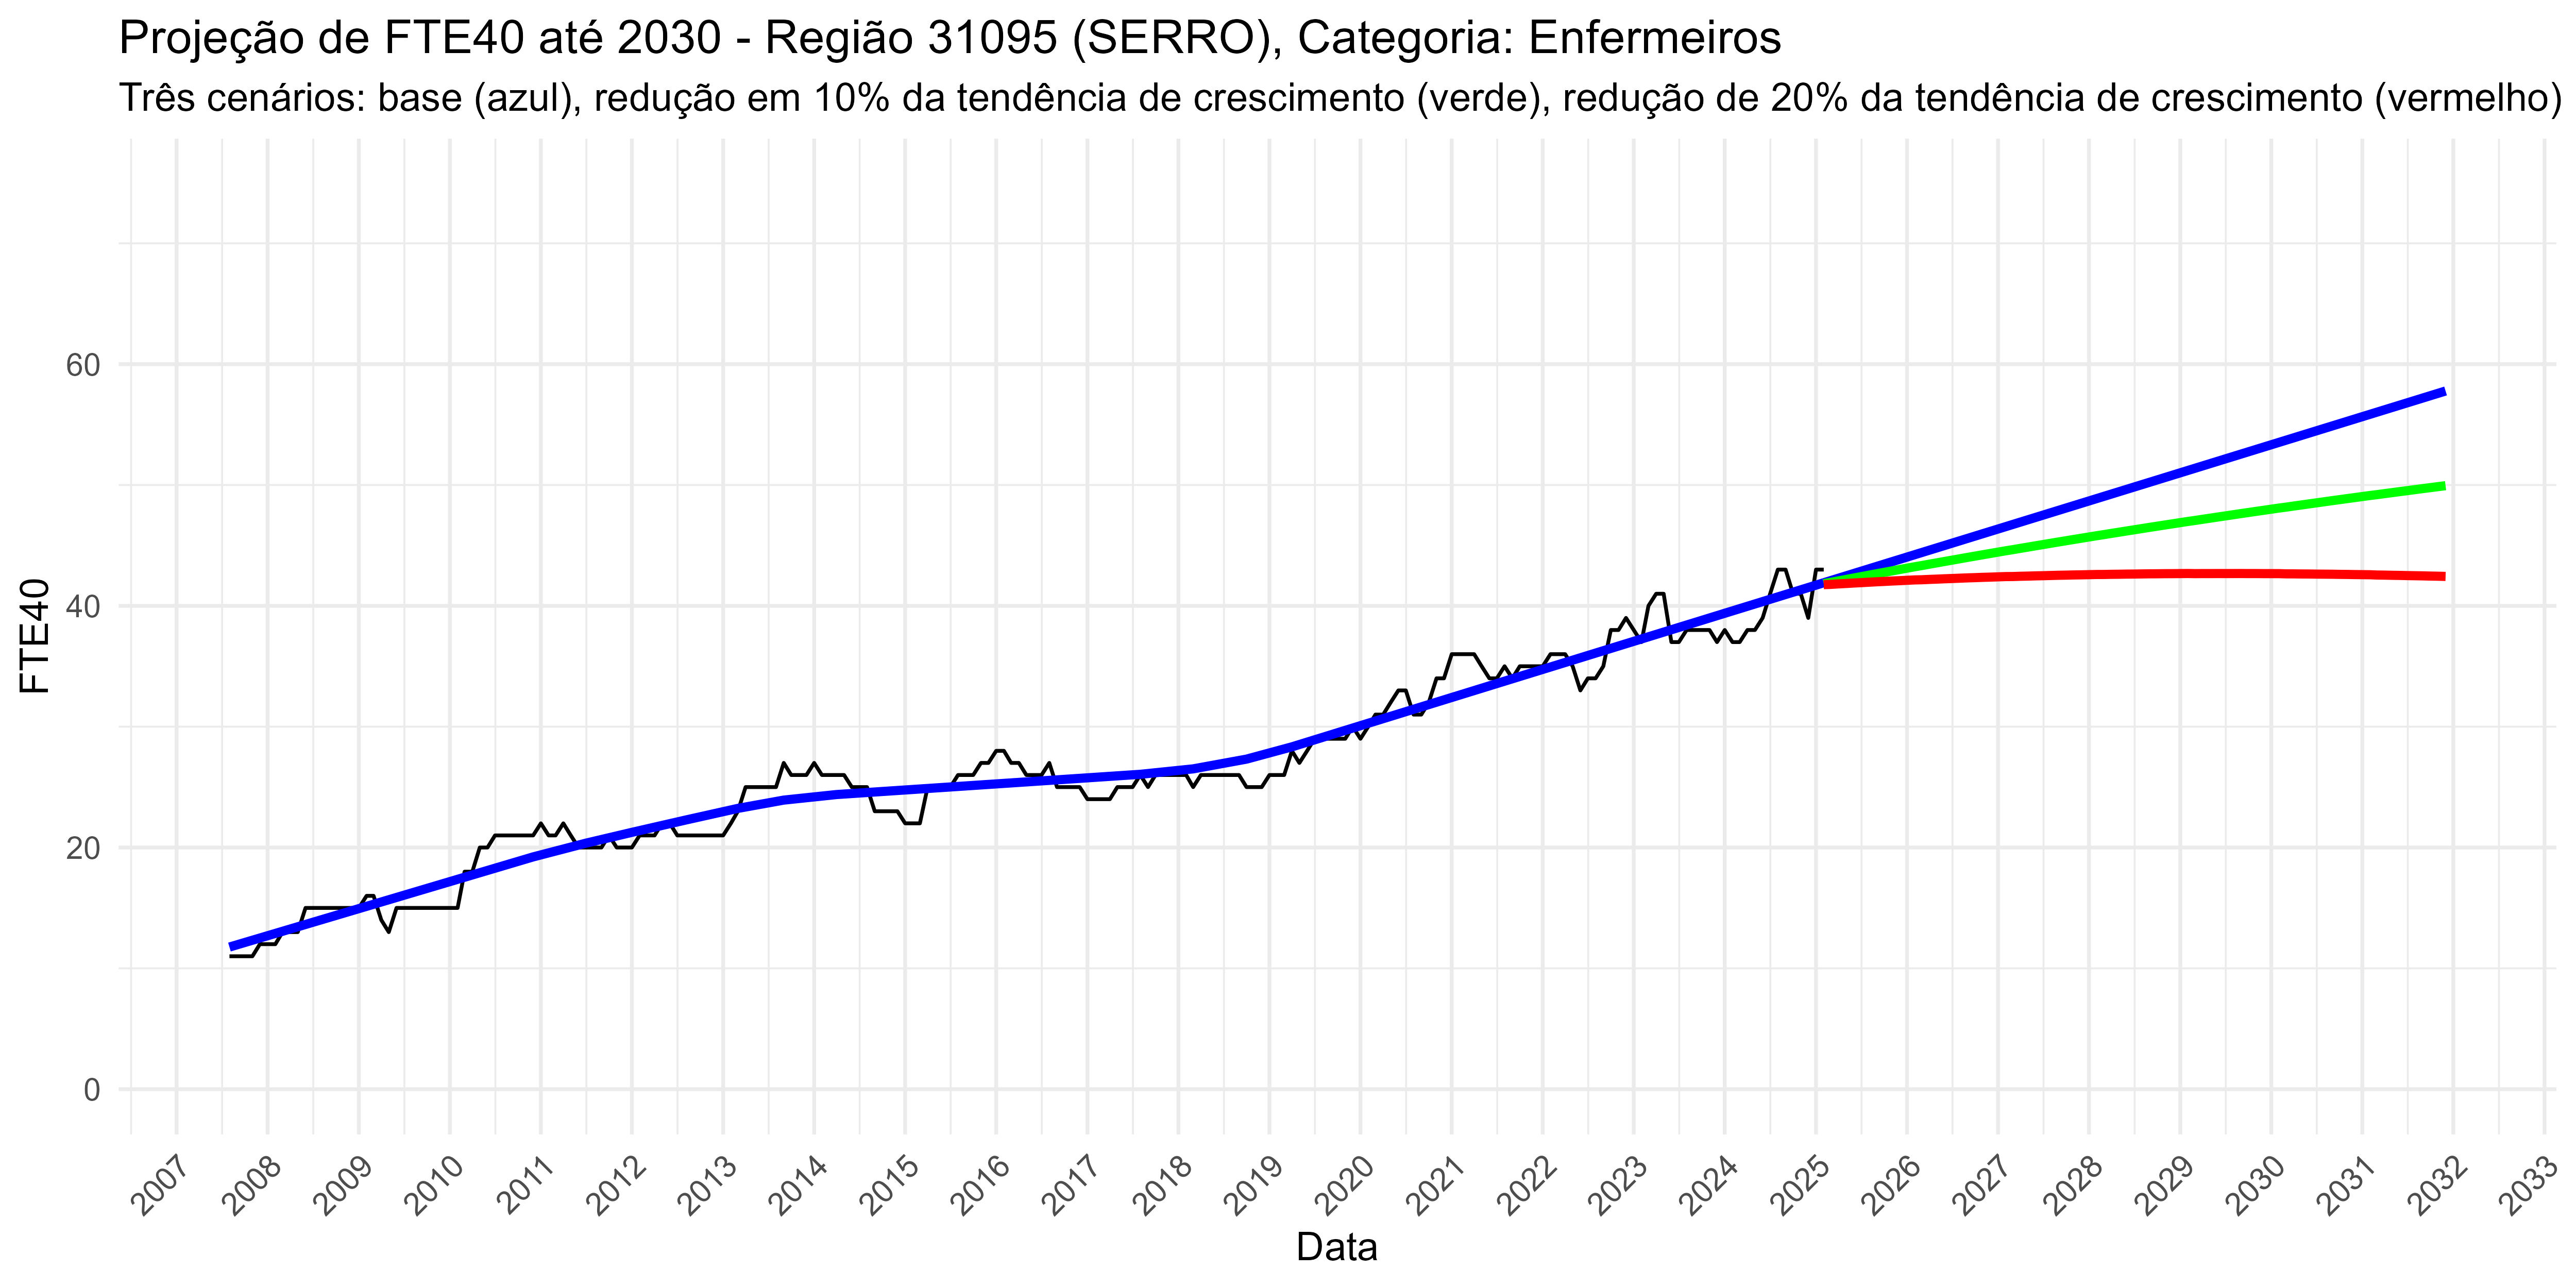 Projeção de FTE40 até 2030 - Região 31095 (SERRO), Categoria: Enfermeiros
Três cenários: base (azul), redução em 10% da tendência de crescimento (verde), redução de 20% da tendência de crescimento (vermelho)
FTE40
60
40
20
0
2007 2008 2009 2010 2011 2012 2013 2014 2015 2016 2017 2018 2019 2020 2021 2022 2023 2024 2025 2026 2027 2028 2029 2030 2031 2032 2033
Data